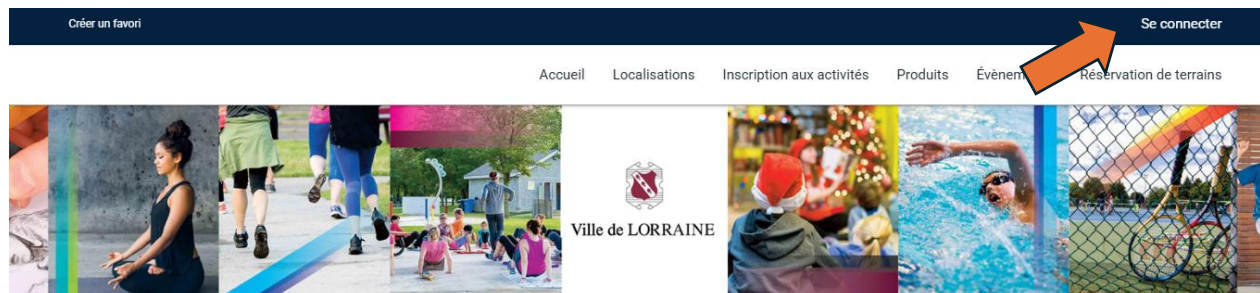 Créer un favori
Se connecter
Accueil Localisations Inscription aux activités Produits Réservation de terrains
Ville de LORRAINE